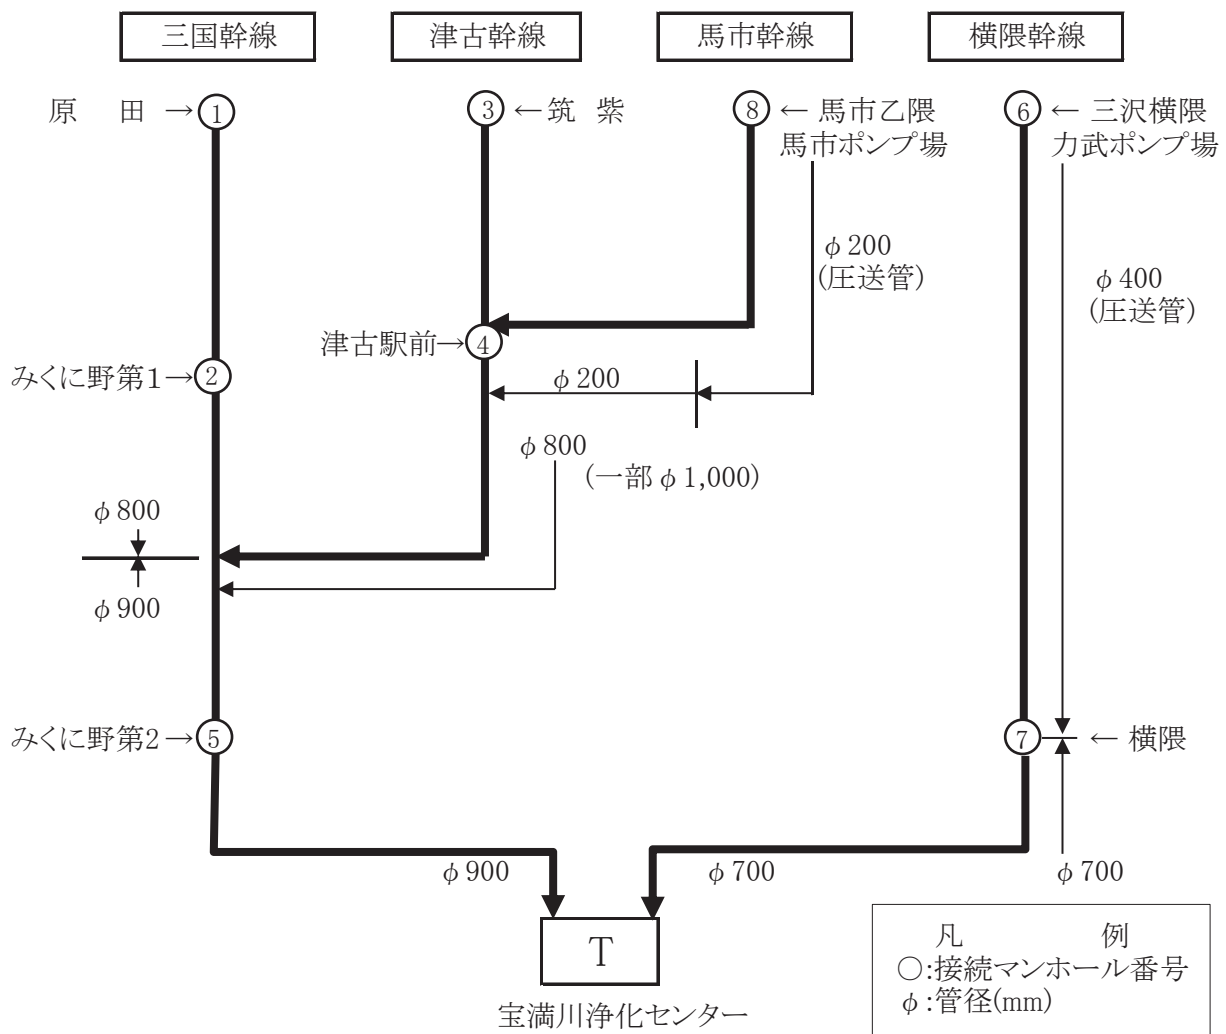 三国幹線
津古幹線
馬市幹線
横隈幹線
原 田 → ①
③ ← 筑 紫
⑧ ← 馬市乙隈
馬市ポンプ場
⑥ ← 三沢横隈
力武ポンプ場
φ200
(圧送管)
φ400
(圧送管)
津古駅前→④
みくに野第1→②
φ200
φ800
(一部φ1,000)
φ800
φ900
みくに野第2→⑤
⑦ ← 横隈
φ900
φ700
φ700
T
宝満川浄化センター
凡 例
○:接続マンホール番号
φ:管径(mm)